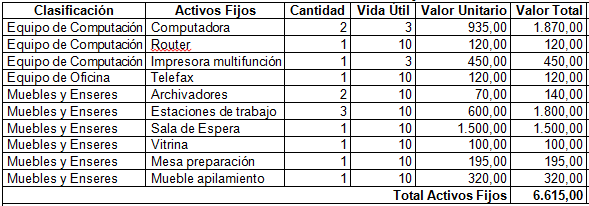 Clasificación Activos Fijos Cantidad Vida Útil Valor Unitario Valor Total
Equipo de Computación Computadora 2 3 935,00 1.870,00
Equipo de Computación Router 1 10 120,00 120,00
Equipo de Computación Impresora multifunción 1 3 450,00 450,00
Equipo de Oficina Telefax 1 10 120,00 120,00
Muebles y Enseres Archivadores 2 10 70,00 140,00
Muebles y Enseres Estaciones de trabajo 3 10 600,00 1.800,00
Muebles y Enseres Sala de Espera 1 10 1.500,00 1.500,00
Muebles y Enseres Vitrina 1 10 100,00 100,00
Muebles y Enseres Mesa preparación 1 10 195,00 195,00
Muebles y Enseres Mueble apilamiento 1 10 320,00 320,00
Total Activos Fijos 6.615,00